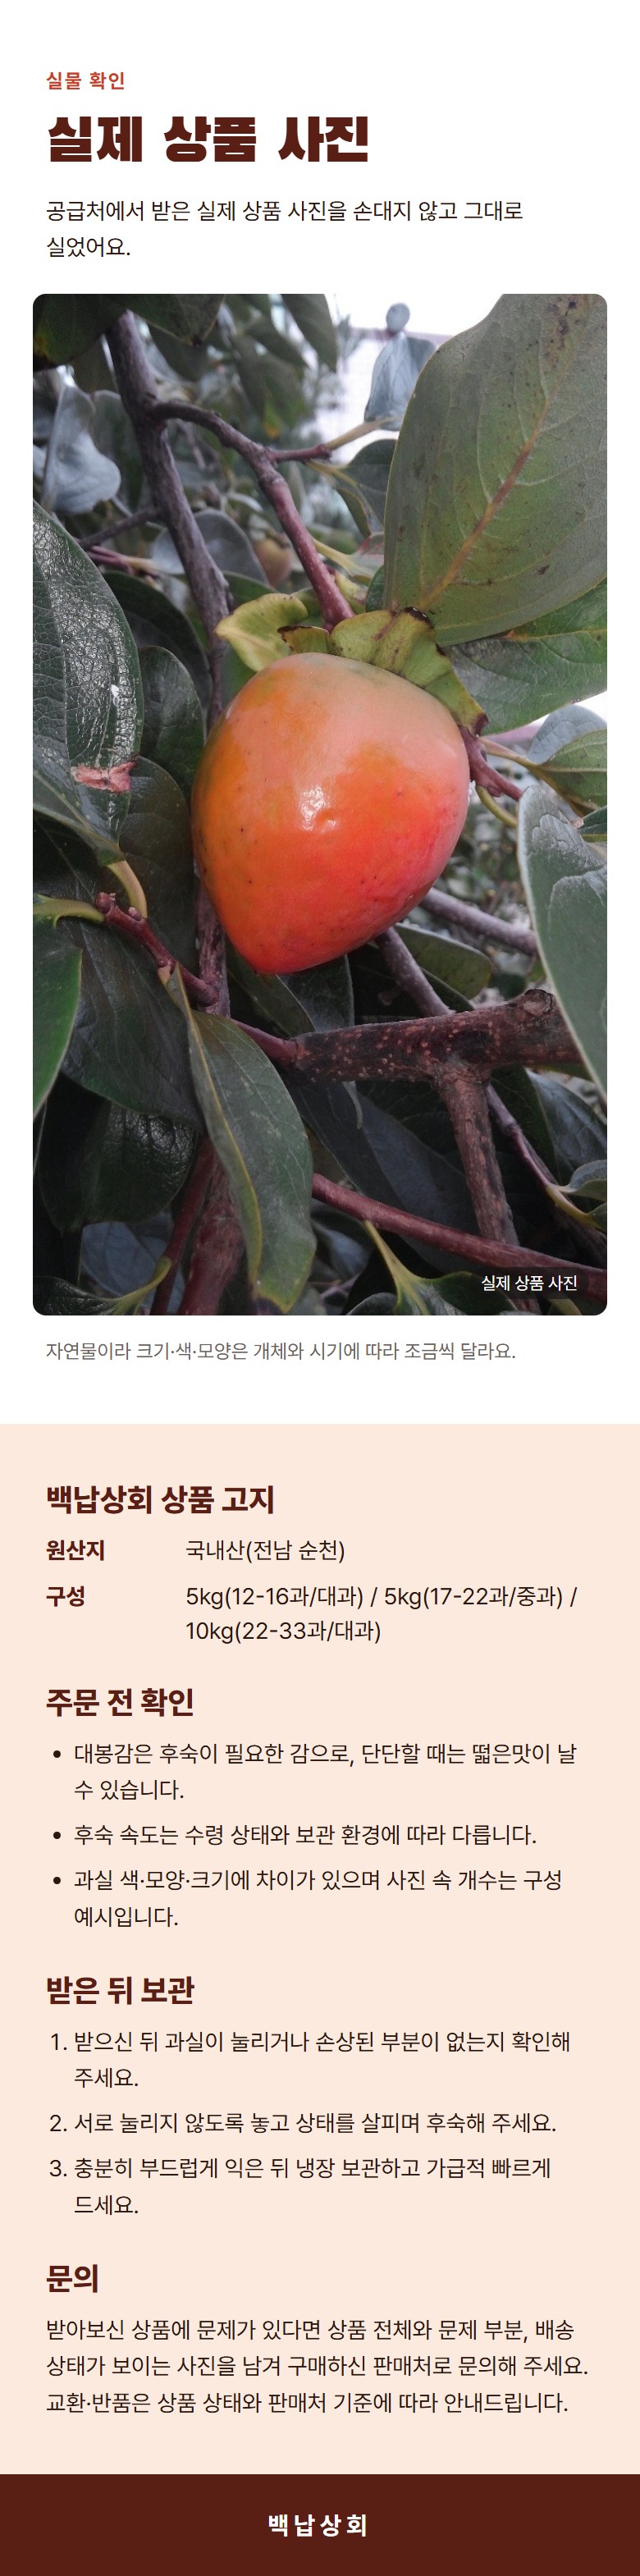 실물 확인
실제 상품 사진
공급처에서 받은 실제 상품 사진을 손대지 않고 그대로
실었어요.
실제 상품 사진
자연물이라 크기·색·모양은 개체와 시기에 따라 조금씩 달라요.
백납상회 상품 고지
원산지 국내산(전남 순천)
구성 5kg(12-16과/대과) / 5kg(17-22과/중과) /
10kg(22-33과/대과)
주문 전 확인
• 대봉감은 후숙이 필요한 감으로, 단단할 때는 떫은맛이 날
수 있습니다.
• 후숙 속도는 수령 상태와 보관 환경에 따라 다릅니다.
• 과실 색·모양·크기에 차이가 있으며 사진 속 개수는 구성
예시입니다.
받은 뒤 보관
1. 받으신 뒤 과실이 눌리거나 손상된 부분이 없는지 확인해
주세요.
2. 서로 눌리지 않도록 놓고 상태를 살피며 후숙해 주세요.
3. 충분히 부드럽게 익은 뒤 냉장 보관하고 가급적 빠르게
드세요.
문의
받아보신 상품에 문제가 있다면 상품 전체와 문제 부분, 배송
상태가 보이는 사진을 남겨 구매하신 판매처로 문의해 주세요.
교환·반품은 상품 상태와 판매처 기준에 따라 안내드립니다.
백납상회